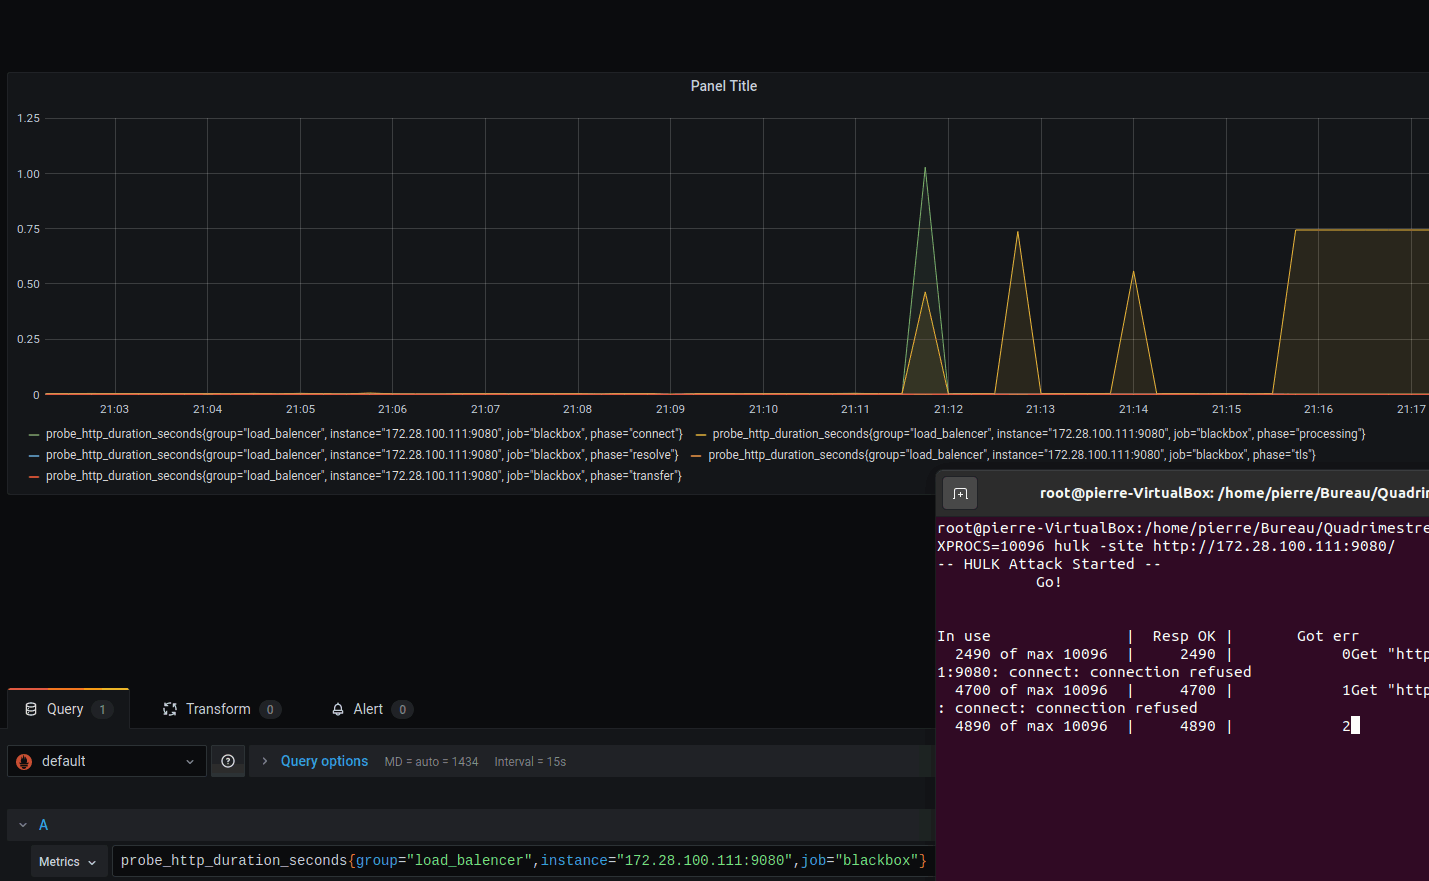 Panel Title
1.25
1.00
0.75
0.50
0.25
0
21:03 21:04 21:05 21:06 21:07 21:08 21:09 21:10 21:11 21:12 21:13 21:14 21:15 21:16 21:17
probe_http_duration_seconds{group="load_balencer", instance="172.28.100.111:9080", job="blackbox", phase="connect"} probe_http_duration_seconds{group="load_balencer", instance="172.28.100.111:9080", job="blackbox", phase="processing"}
probe_http_duration_seconds{group="load_balencer", instance="172.28.100.111:9080", job="blackbox", phase="resolve"} probe_http_duration_seconds{group="load_balencer", instance="172.28.100.111:9080", job="blackbox", phase="tls"}
probe_http_duration_seconds{group="load_balencer", instance="172.28.100.111:9080", job="blackbox", phase="transfer"}
root@pierre-VirtualBox: /home/pierre/Bureau/Quadrim
root@pierre-VirtualBox:/home/pierre/Bureau/Quadrimestre
XPROCS=10096 hulk -site http://172.28.100.111:9080/
-- HULK Attack Started --
Go!
In use | Resp OK | Got err
2490 of max 10096 | 2490 | 0Get "http
1:9080: connect: connection refused
4700 of max 10096 | 4700 | 1Get "http
: connect: connection refused
4890 of max 10096 | 4890 | 2
Query 1 Transform 0 Alert 0
default Query options MD = auto = 1434 Interval = 15s
A
Metrics probe_http_duration_seconds{group="load_balencer",instance="172.28.100.111:9080",job="blackbox"}